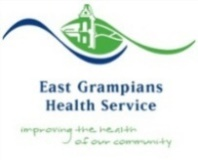 East Grampians
Health Service
improving the health
of our community